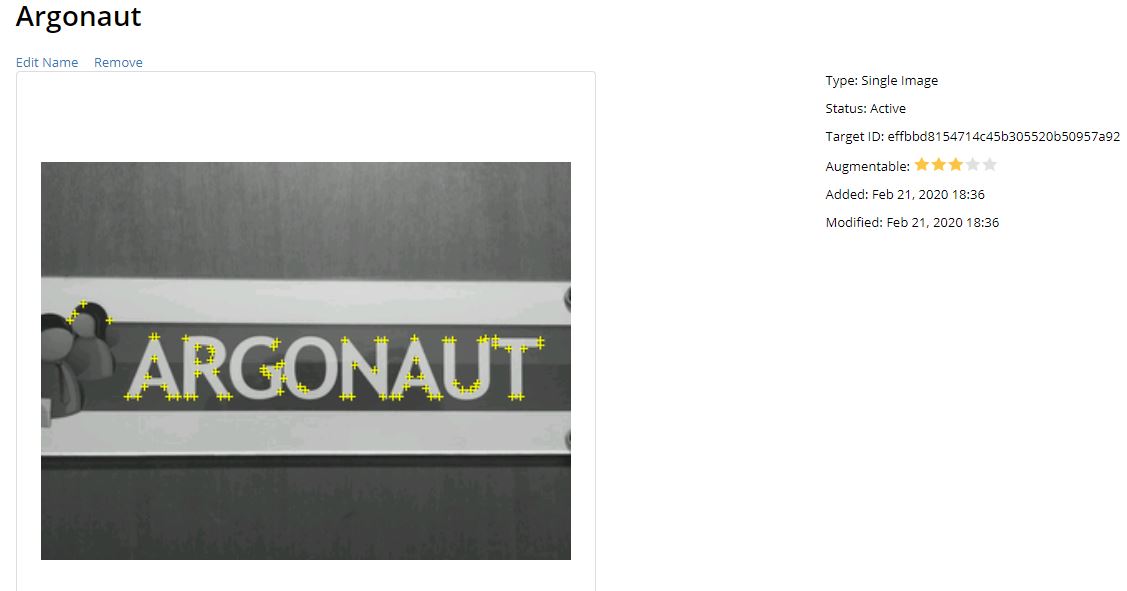 Argonaut
Edit Name Remove
Type: Single Image
Status: Active
Target ID: effbbd8154714c45b305520b50957a92
Augmentable:
Added: Feb 21, 2020 18:36
Modified: Feb 21, 2020 18:36
ARGONAUT